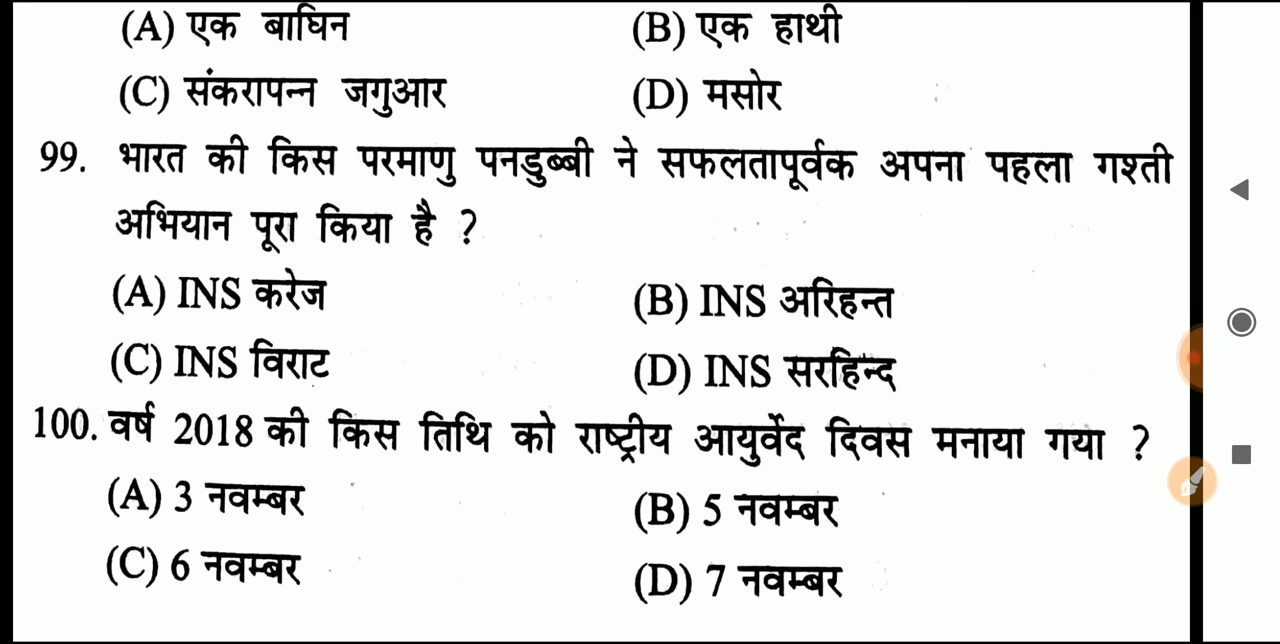 (A) एक बाघिन (B) एक हाथी
(C) संकरापन्न जगुआर (D) मसोर
99. भारत की किस परमाणु पनडुब्बी ने सफलतापूर्वक अपना पहला गश्ती
अभियान पूरा किया है ?
(A) INS करेज (B) INS अरिहन्त
(C) INS विराट (D) INS सरहिन्द
100. वर्ष 2018 की किस तिथि को राष्ट्रीय आयुर्वेद दिवस मनाया गया ?
(A) 3 नवम्बर (B) 5 नवम्बर
(C) 6 नवम्बर (D) 7 नवम्बर